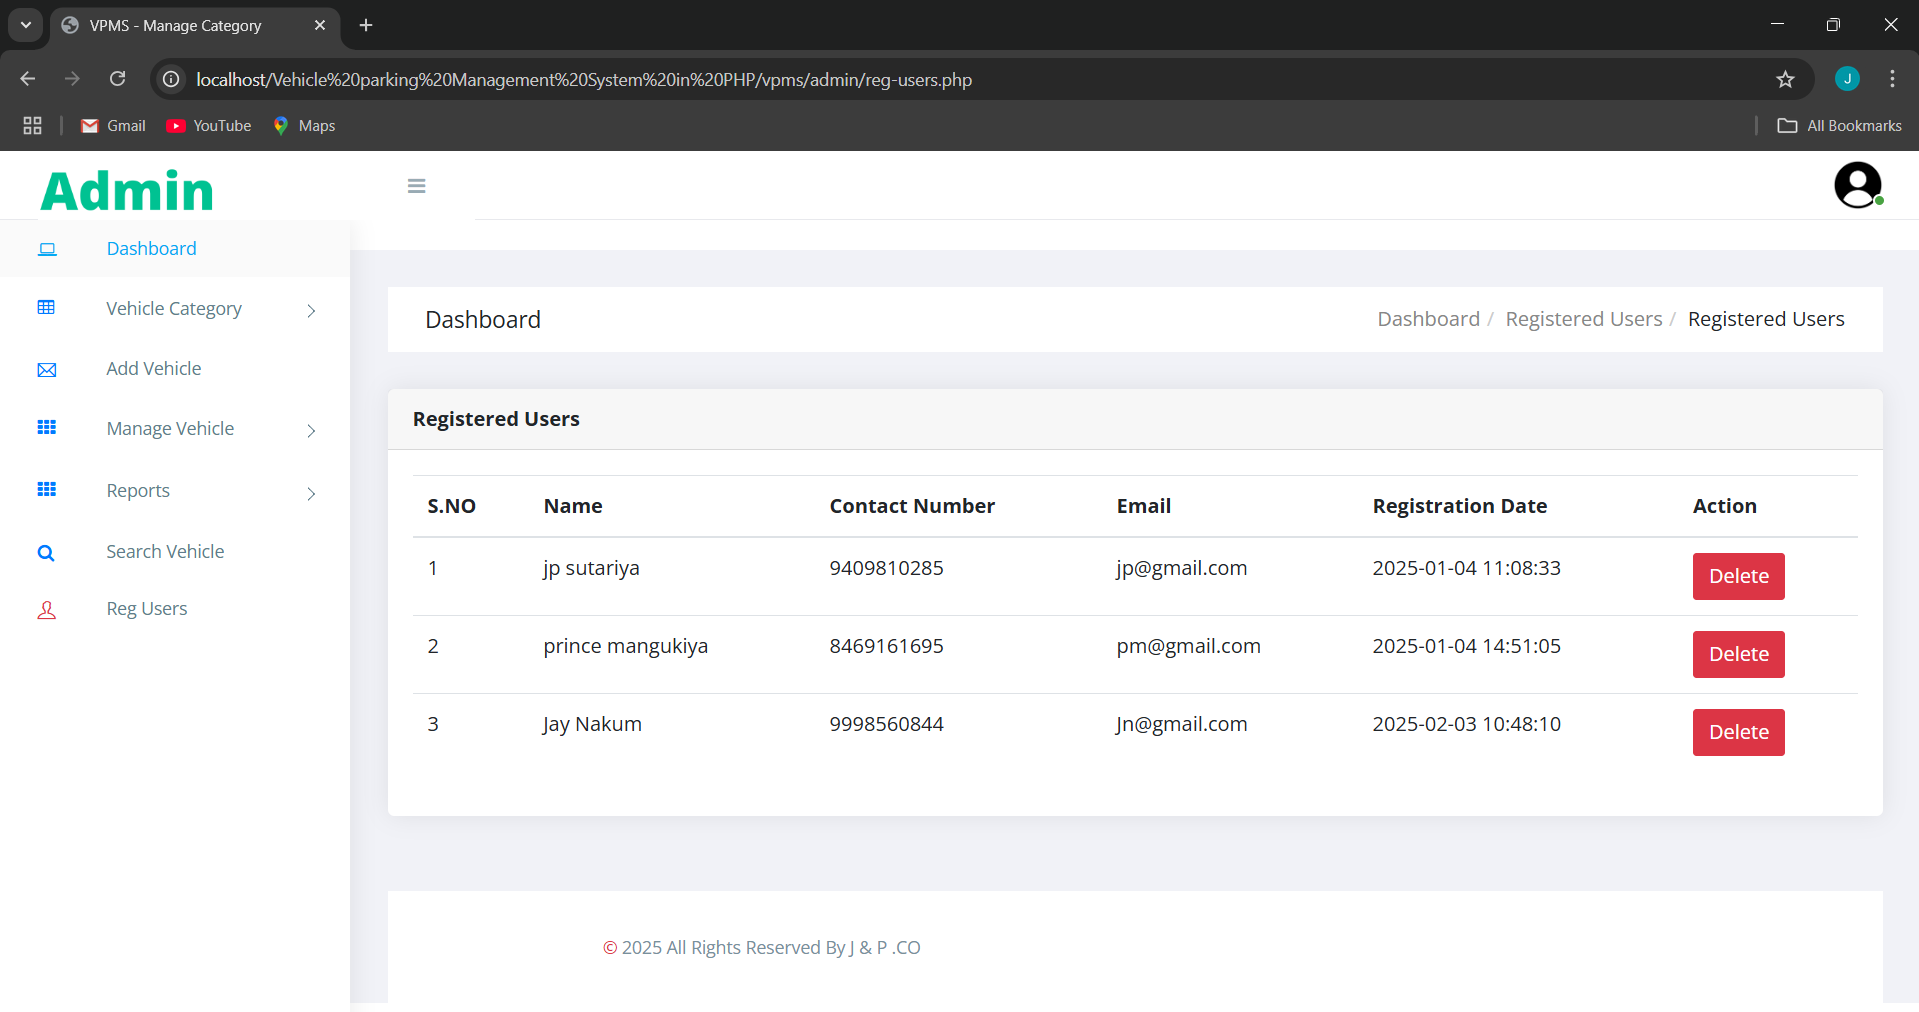 VPMS - Manage Category
localhost/Vehicle%20parking%20Management%20System%20in%20PHP/vpms/admin/reg-users.php
J
Gmail YouTube Maps All Bookmarks
Admin
Dashboard
Vehicle Category
Add Vehicle
Manage Vehicle
Reports
Search Vehicle
Reg Users
Dashboard
Dashboard / Registered Users / Registered Users
Registered Users
S.NO Name Contact Number Email Registration Date Action
1 jp sutariya 9409810285 jp@gmail.com 2025-01-04 11:08:33 Delete
2 prince mangukiya 8469161695 pm@gmail.com 2025-01-04 14:51:05 Delete
3 Jay Nakum 9998560844 Jn@gmail.com 2025-02-03 10:48:10 Delete
© 2025 All Rights Reserved By J & P .CO